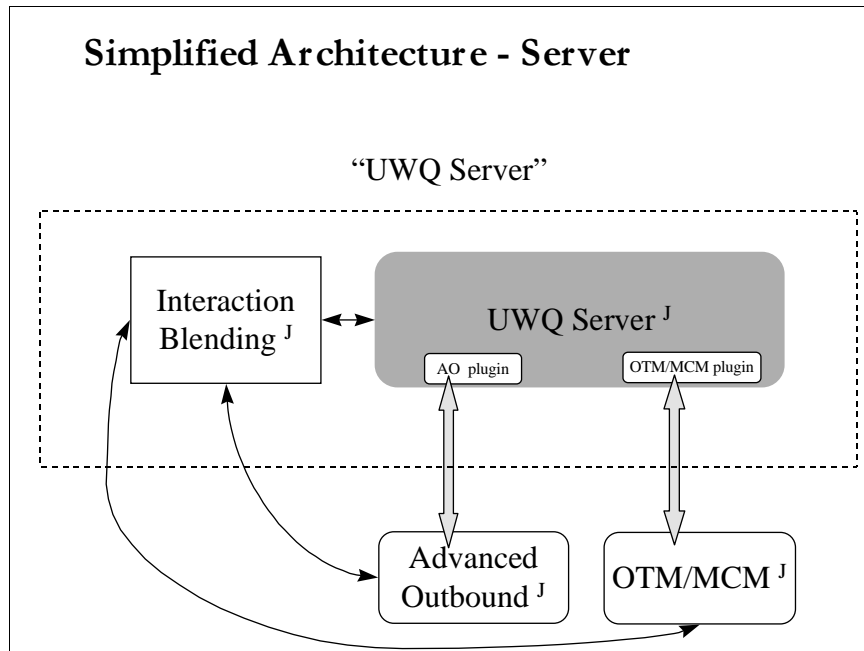 Simplified Architecture - Server
“UWQ Server”
Interaction
Blending J
UWQ Server J
AO plugin
OTM/MCM plugin
Advanced
Outbound J
OTM/MCM J